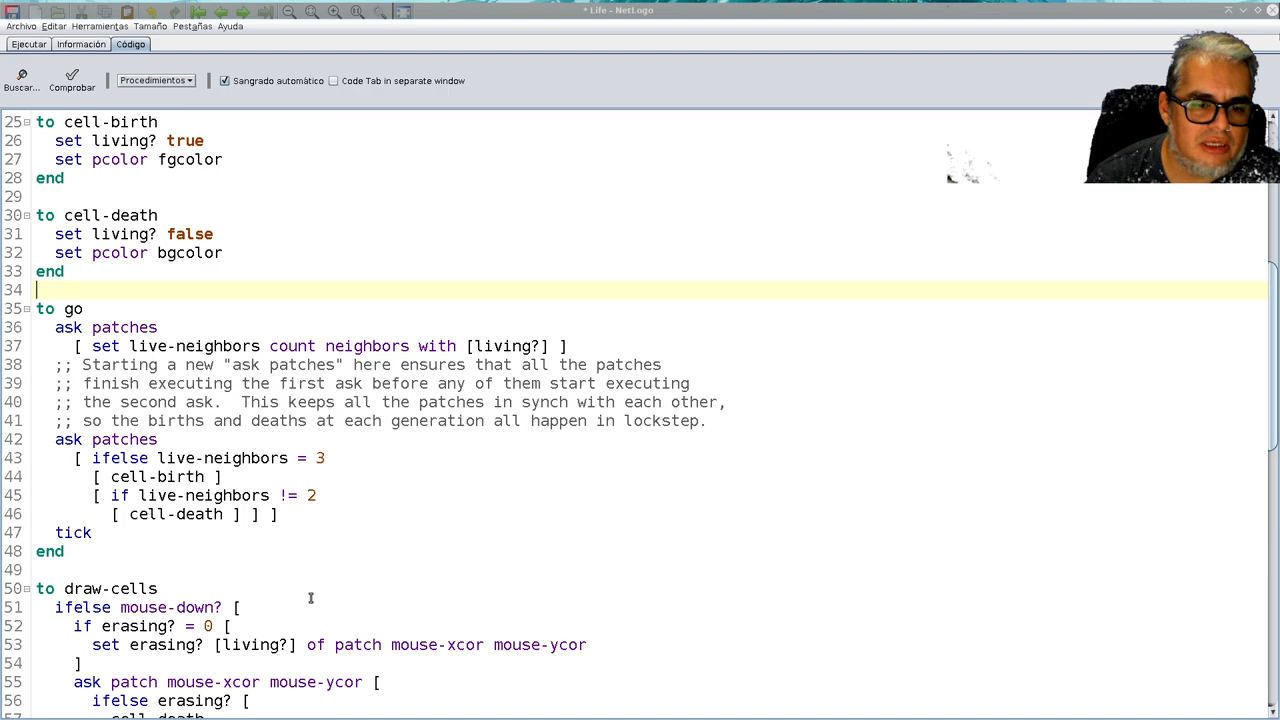 * Life - NetLogo
Archivo Editar Herramientas Tamaño Pestañas Ayuda
Ejecutar Información Código
Buscar... Comprobar Procedimientos Sangrado automático Code Tab in separate window
25 to cell-birth
26 set living? true
27 set pcolor fgcolor
28 end
29
30 to cell-death
31 set living? false
32 set pcolor bgcolor
33 end
34
35 to go
36 ask patches
37 [ set live-neighbors count neighbors with [living?] ]
38 ;; Starting a new "ask patches" here ensures that all the patches
39 ;; finish executing the first ask before any of them start executing
40 ;; the second ask.  This keeps all the patches in synch with each other,
41 ;; so the births and deaths at each generation all happen in lockstep.
42 ask patches
43 [ ifelse live-neighbors = 3
44 [ cell-birth ]
45 [ if live-neighbors != 2
46 [ cell-death ] ] ]
47 tick
48 end
49
50 to draw-cells
51 ifelse mouse-down? [
52 if erasing? = 0 [
53 set erasing? [living?] of patch mouse-xcor mouse-ycor
54 ]
55 ask patch mouse-xcor mouse-ycor [
56 ifelse erasing? [
57 cell-death